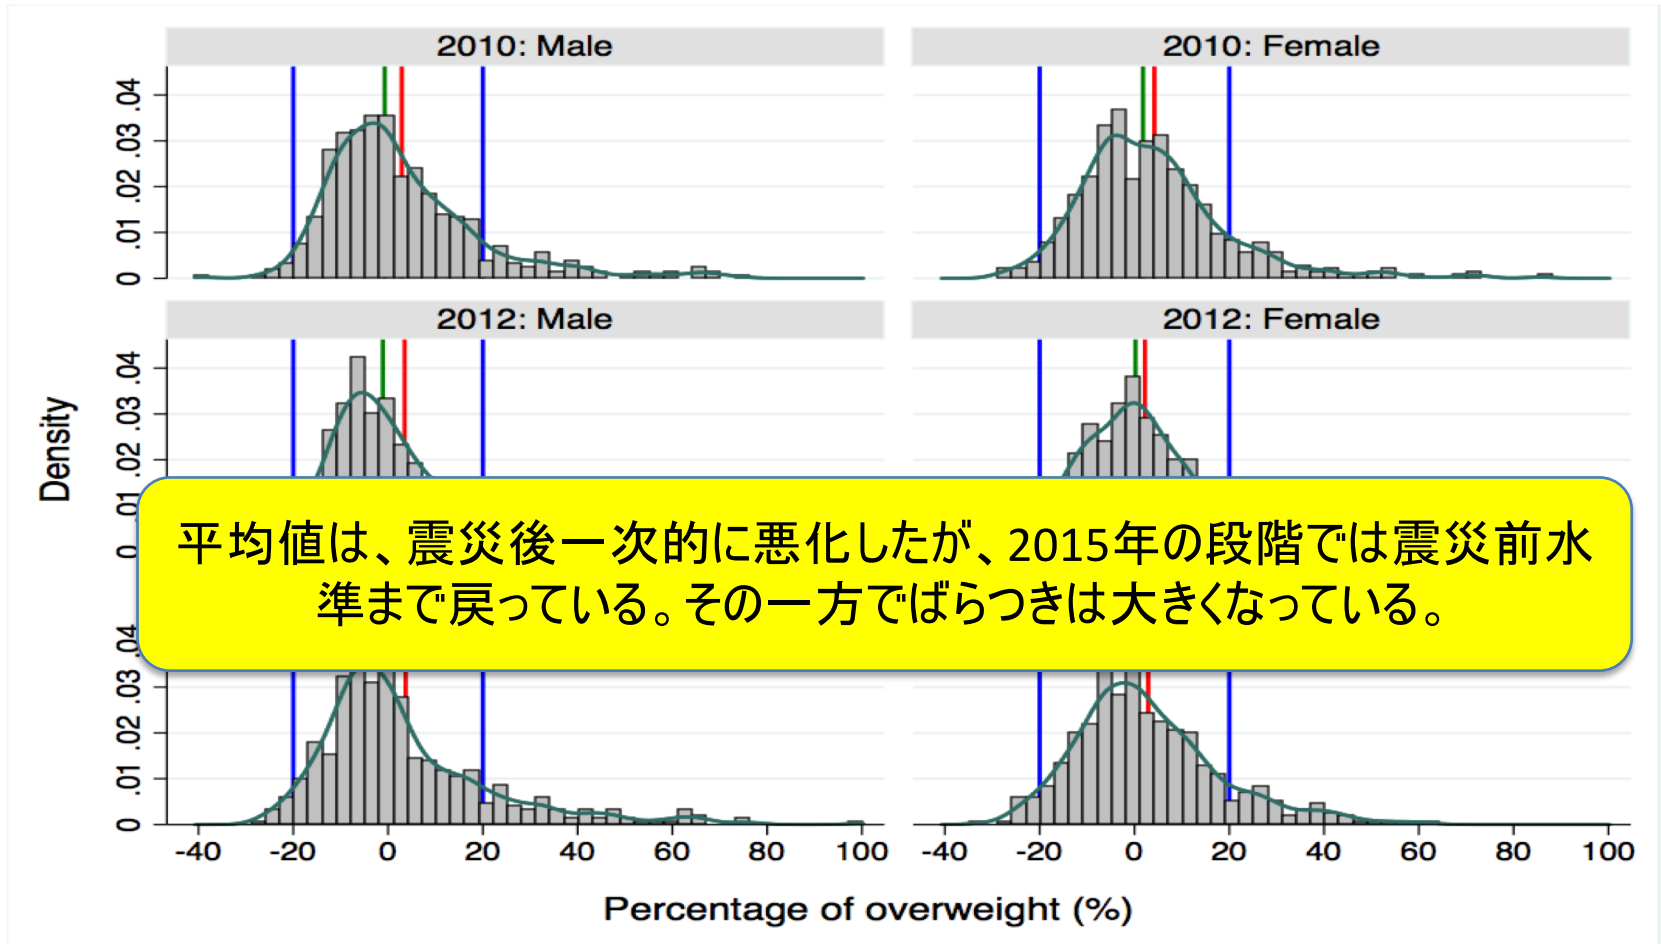 2010: Male
2010: Female
.04
.03
.02
.01
0
2012: Male
2012: Female
.04
.03
.02
.01
0
Density
平均値は、震災後一次的に悪化したが、2015年の段階では震災前水
準まで戻っている。その一方でばらつきは大きくなっている。
.04
.03
.02
.01
0
-40 -20 0 20 40 60 80 100 -40 -20 0 20 40 60 80 100
Percentage of overweight (%)